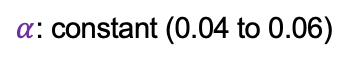 α: constant (0.04 to 0.06)